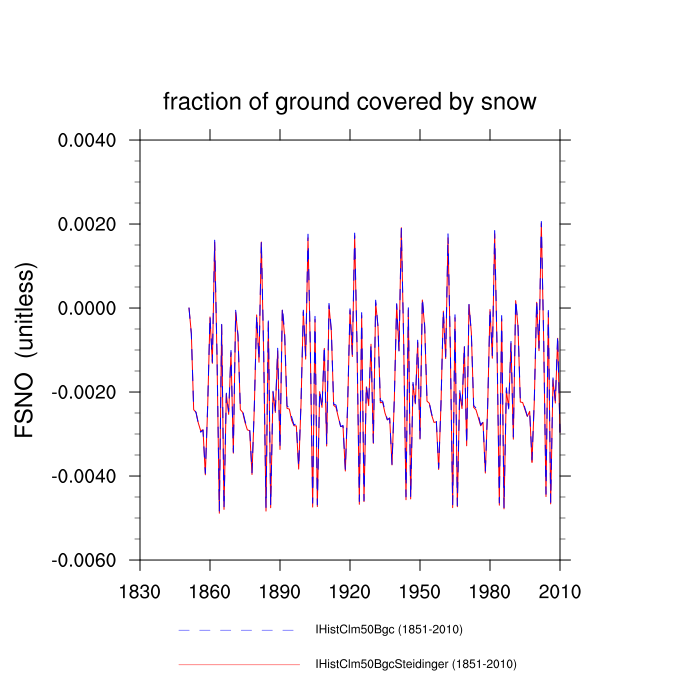 fraction of ground covered by snow
0.0040
0.0020
0.0000
-0.0020
-0.0040
-0.0060
FSNO (unitless)
1830 1860 1890 1920 1950 1980 2010
IHistClm50Bgc (1851-2010)
IHistClm50BgcSteidinger (1851-2010)